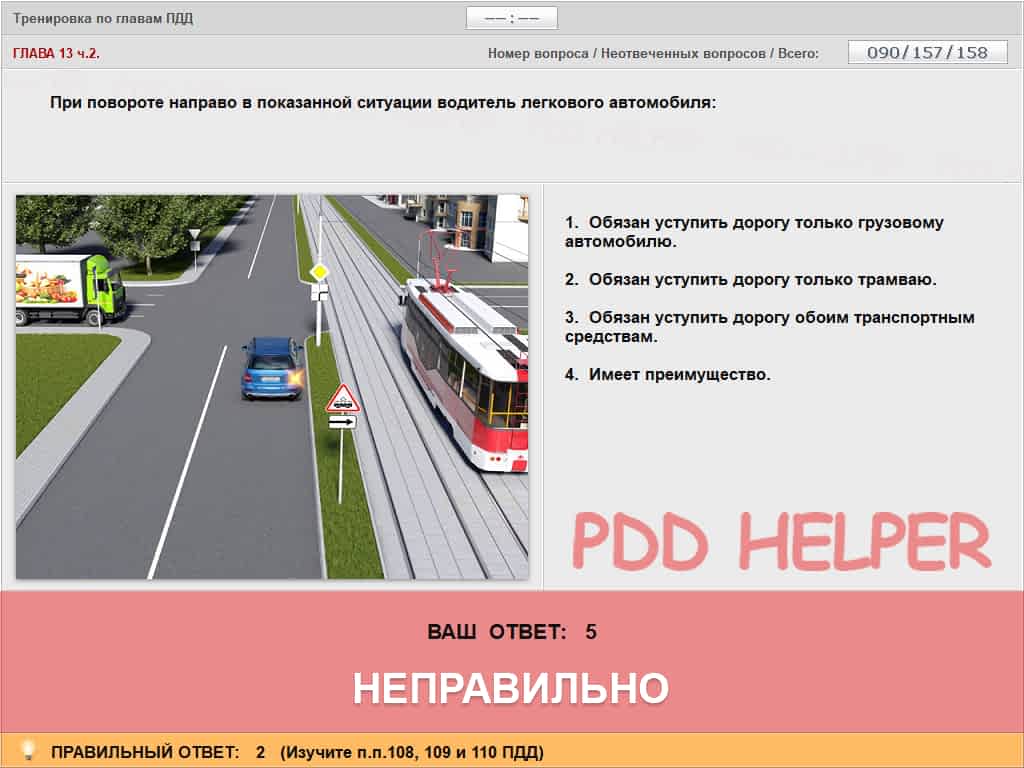 Тренировка по главам ПДД
—— : ——
ГЛАВА 13 ч.2.
Номер вопроса / Неотвеченных вопросов / Всего:
090/157/158
При повороте направо в показанной ситуации водитель легкового автомобиля:
1. Обязан уступить дорогу только грузовому
автомобилю.
2. Обязан уступить дорогу только трамваю.
3. Обязан уступить дорогу обоим транспортным
средствам.
4. Имеет преимущество.
PDD HELPER
ВАШ ОТВЕТ: 5
НЕПРАВИЛЬНО
ПРАВИЛЬНЫЙ ОТВЕТ: 2 (Изучите п.п.108, 109 и 110 ПДД)